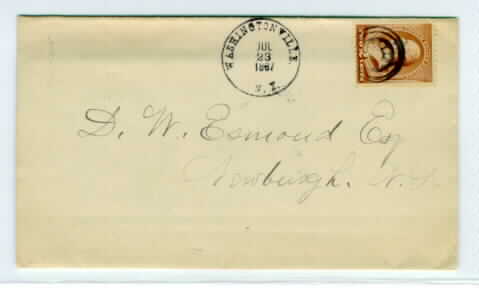 WASHINGTONVILLE
JUL
23
1887
N.Y.
D. W. Esmond Esq
Newburgh. N.Y.